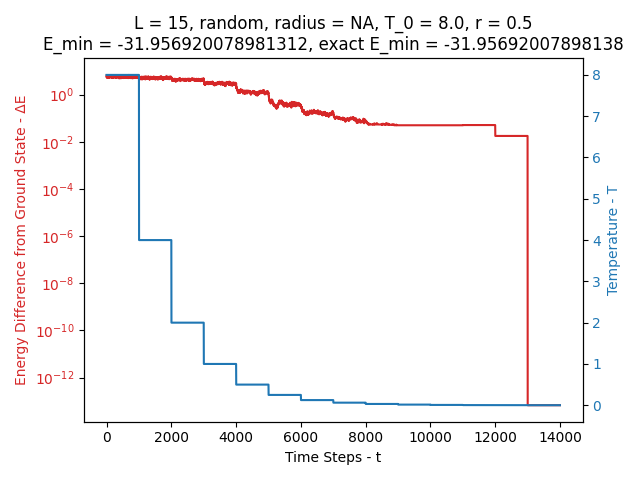 L = 15, random, radius = NA, T_0 = 8.0, r = 0.5
E_min = -31.956920078981312, exact E_min = -31.95692007898138
Energy Difference from Ground State - ΔE
10⁰
10⁻²
10⁻⁴
10⁻⁶
10⁻⁸
10⁻¹⁰
10⁻¹²
8
7
6
5
4
3
2
1
0
Temperature - T
0 2000 4000 6000 8000 10000 12000 14000
Time Steps - t